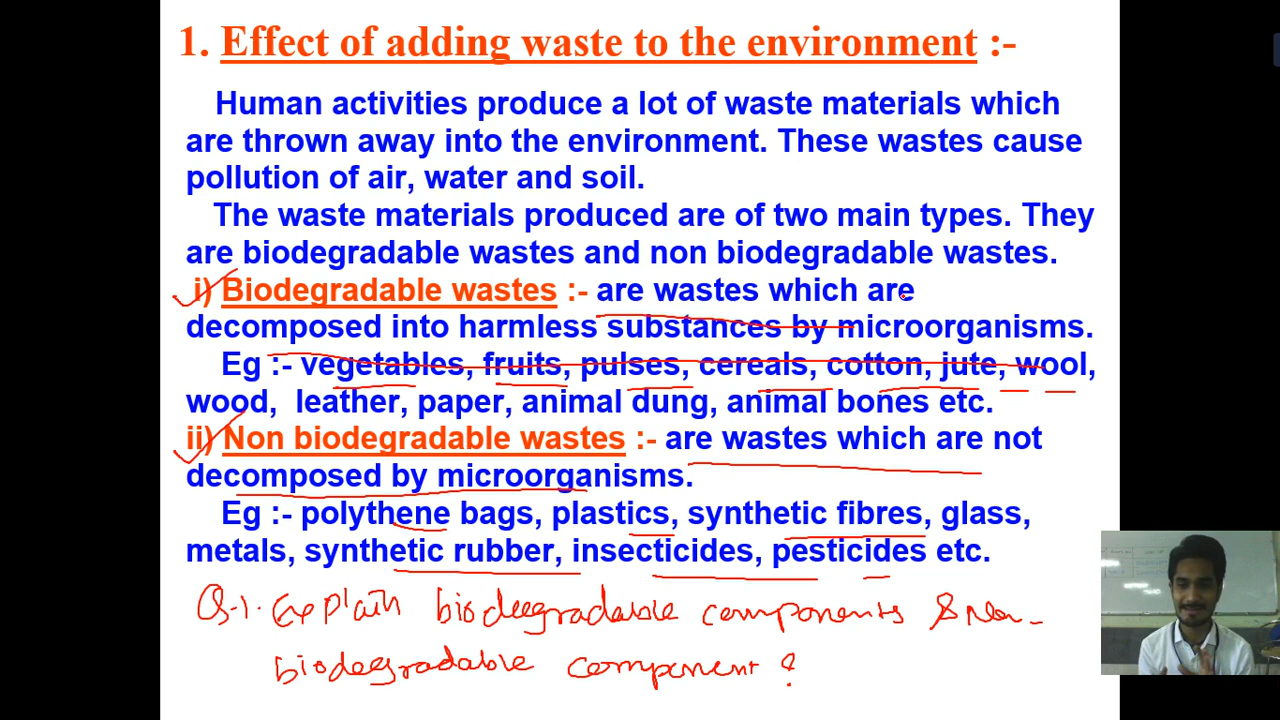 1. Effect of adding waste to the environment :-
Human activities produce a lot of waste materials which
are thrown away into the environment. These wastes cause
pollution of air, water and soil.
The waste materials produced are of two main types. They
are biodegradable wastes and non biodegradable wastes.
i) Biodegradable wastes :- are wastes which are
decomposed into harmless substances by microorganisms.
Eg :- vegetables, fruits, pulses, cereals, cotton, jute, wool,
wood, leather, paper, animal dung, animal bones etc.
ii) Non biodegradable wastes :- are wastes which are not
decomposed by microorganisms.
Eg :- polythene bags, plastics, synthetic fibres, glass,
metals, synthetic rubber, insecticides, pesticides etc.
Q.1. Explain biodeegradable components & Non-
biodegradable component ?